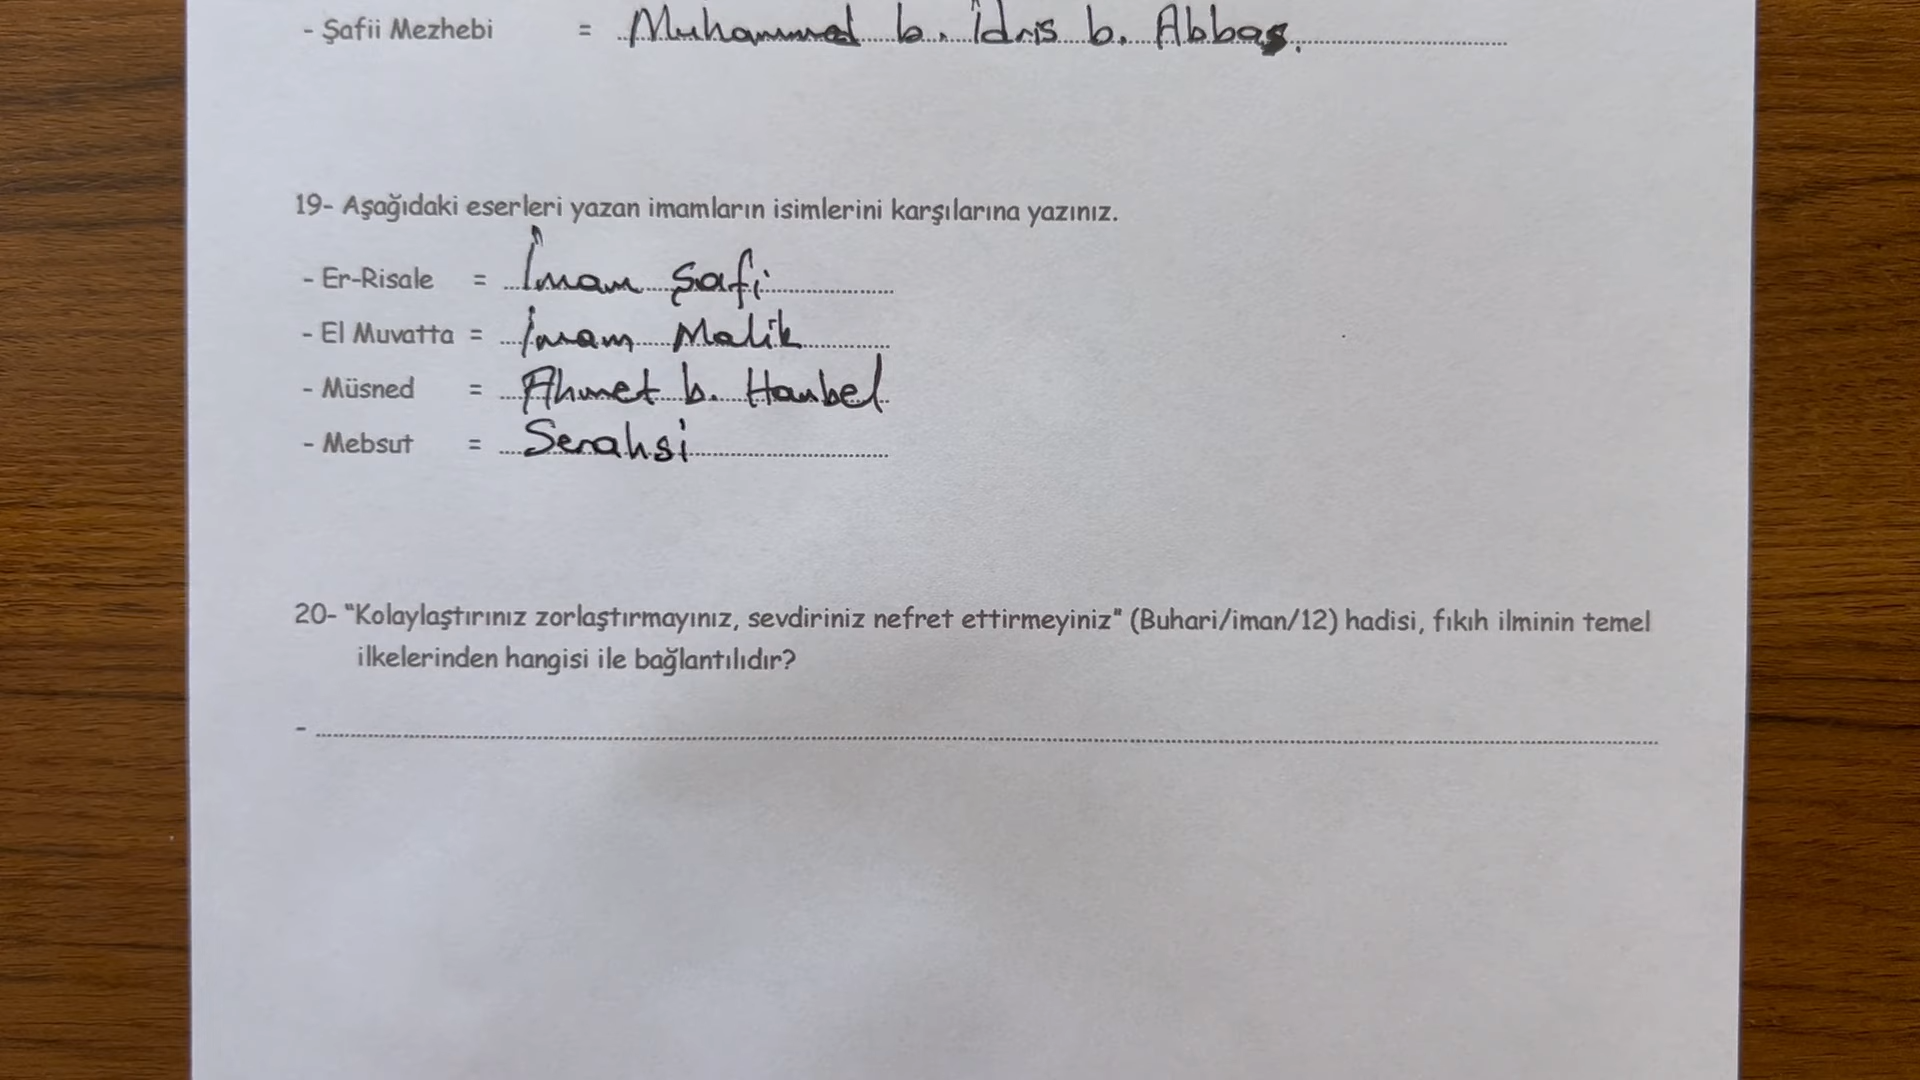 - Şafii Mezhebi = Muhammed b. İdris b. Abbas.
19- Aşağıdaki eserleri yazan imamların isimlerini karşılarına yazınız.
- Er-Risale = İmam Şafi
- El Muvatta = İmam Malik
- Müsned = Ahmet b. Hanbel
- Mebsut = Serahsi
20- "Kolaylaştırınız zorlaştırmayınız, sevdiriniz nefret ettirmeyiniz" (Buhari/iman/12) hadisi, fıkıh ilminin temel
ilkelerinden hangisi ile bağlantılıdır?
-